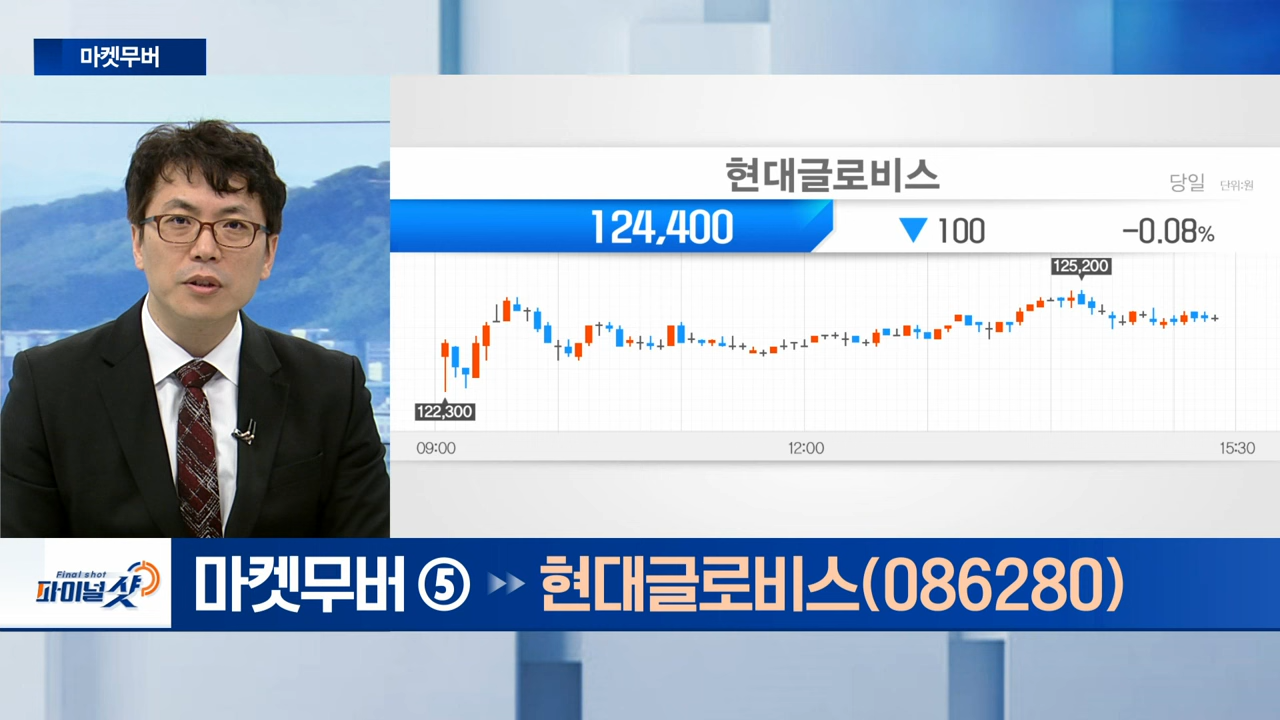 마켓무버
현대글로비스
당일 단위:원
124,400 ▼ 100 -0.08%
125,200
122,300
09:00 12:00 15:30
Final shot
파이널샷
마켓무버 ⑤ 현대글로비스(086280)